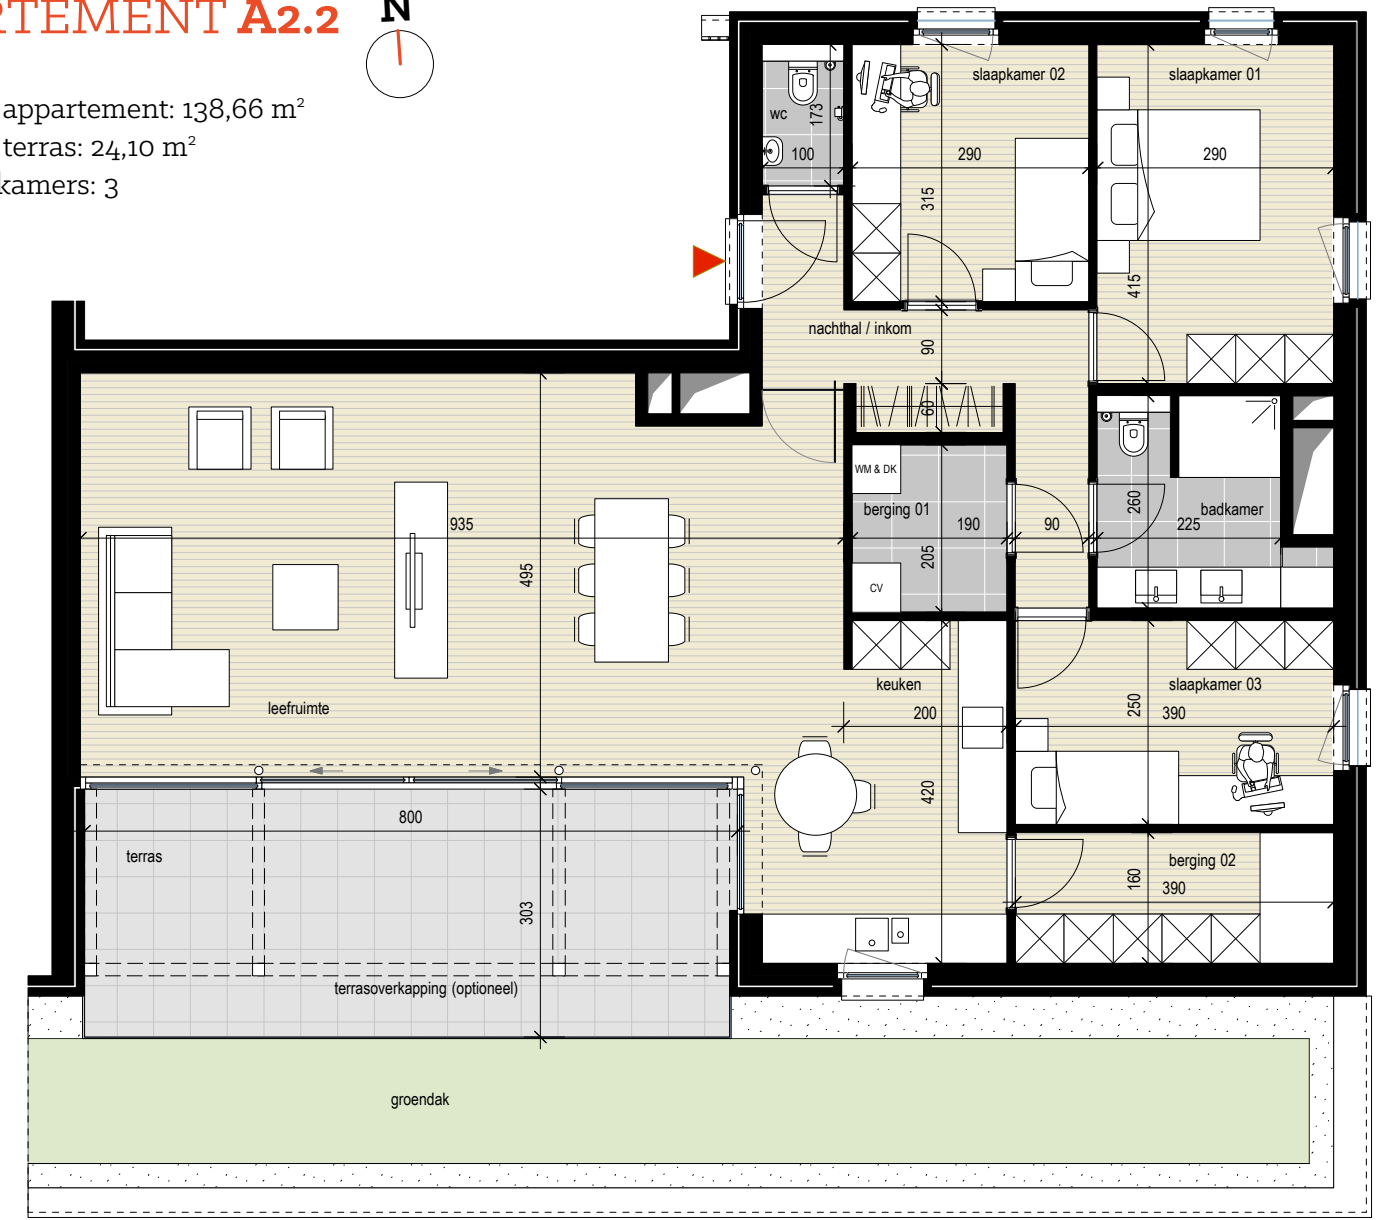 RTEMENT A2.2
N
appartement: 138,66 m²
terras: 24,10 m²
kamers: 3
slaapkamer 02
slaapkamer 01
wc
173
100
290
290
315
415
nachthal / inkom
90
60
WM & DK
berging 01
190
205
CV
90
260
badkamer
225
935
495
leefruimte
keuken
200
420
slaapkamer 03
250
390
800
terras
303
terrasoverkapping (optioneel)
berging 02
160
390
groendak